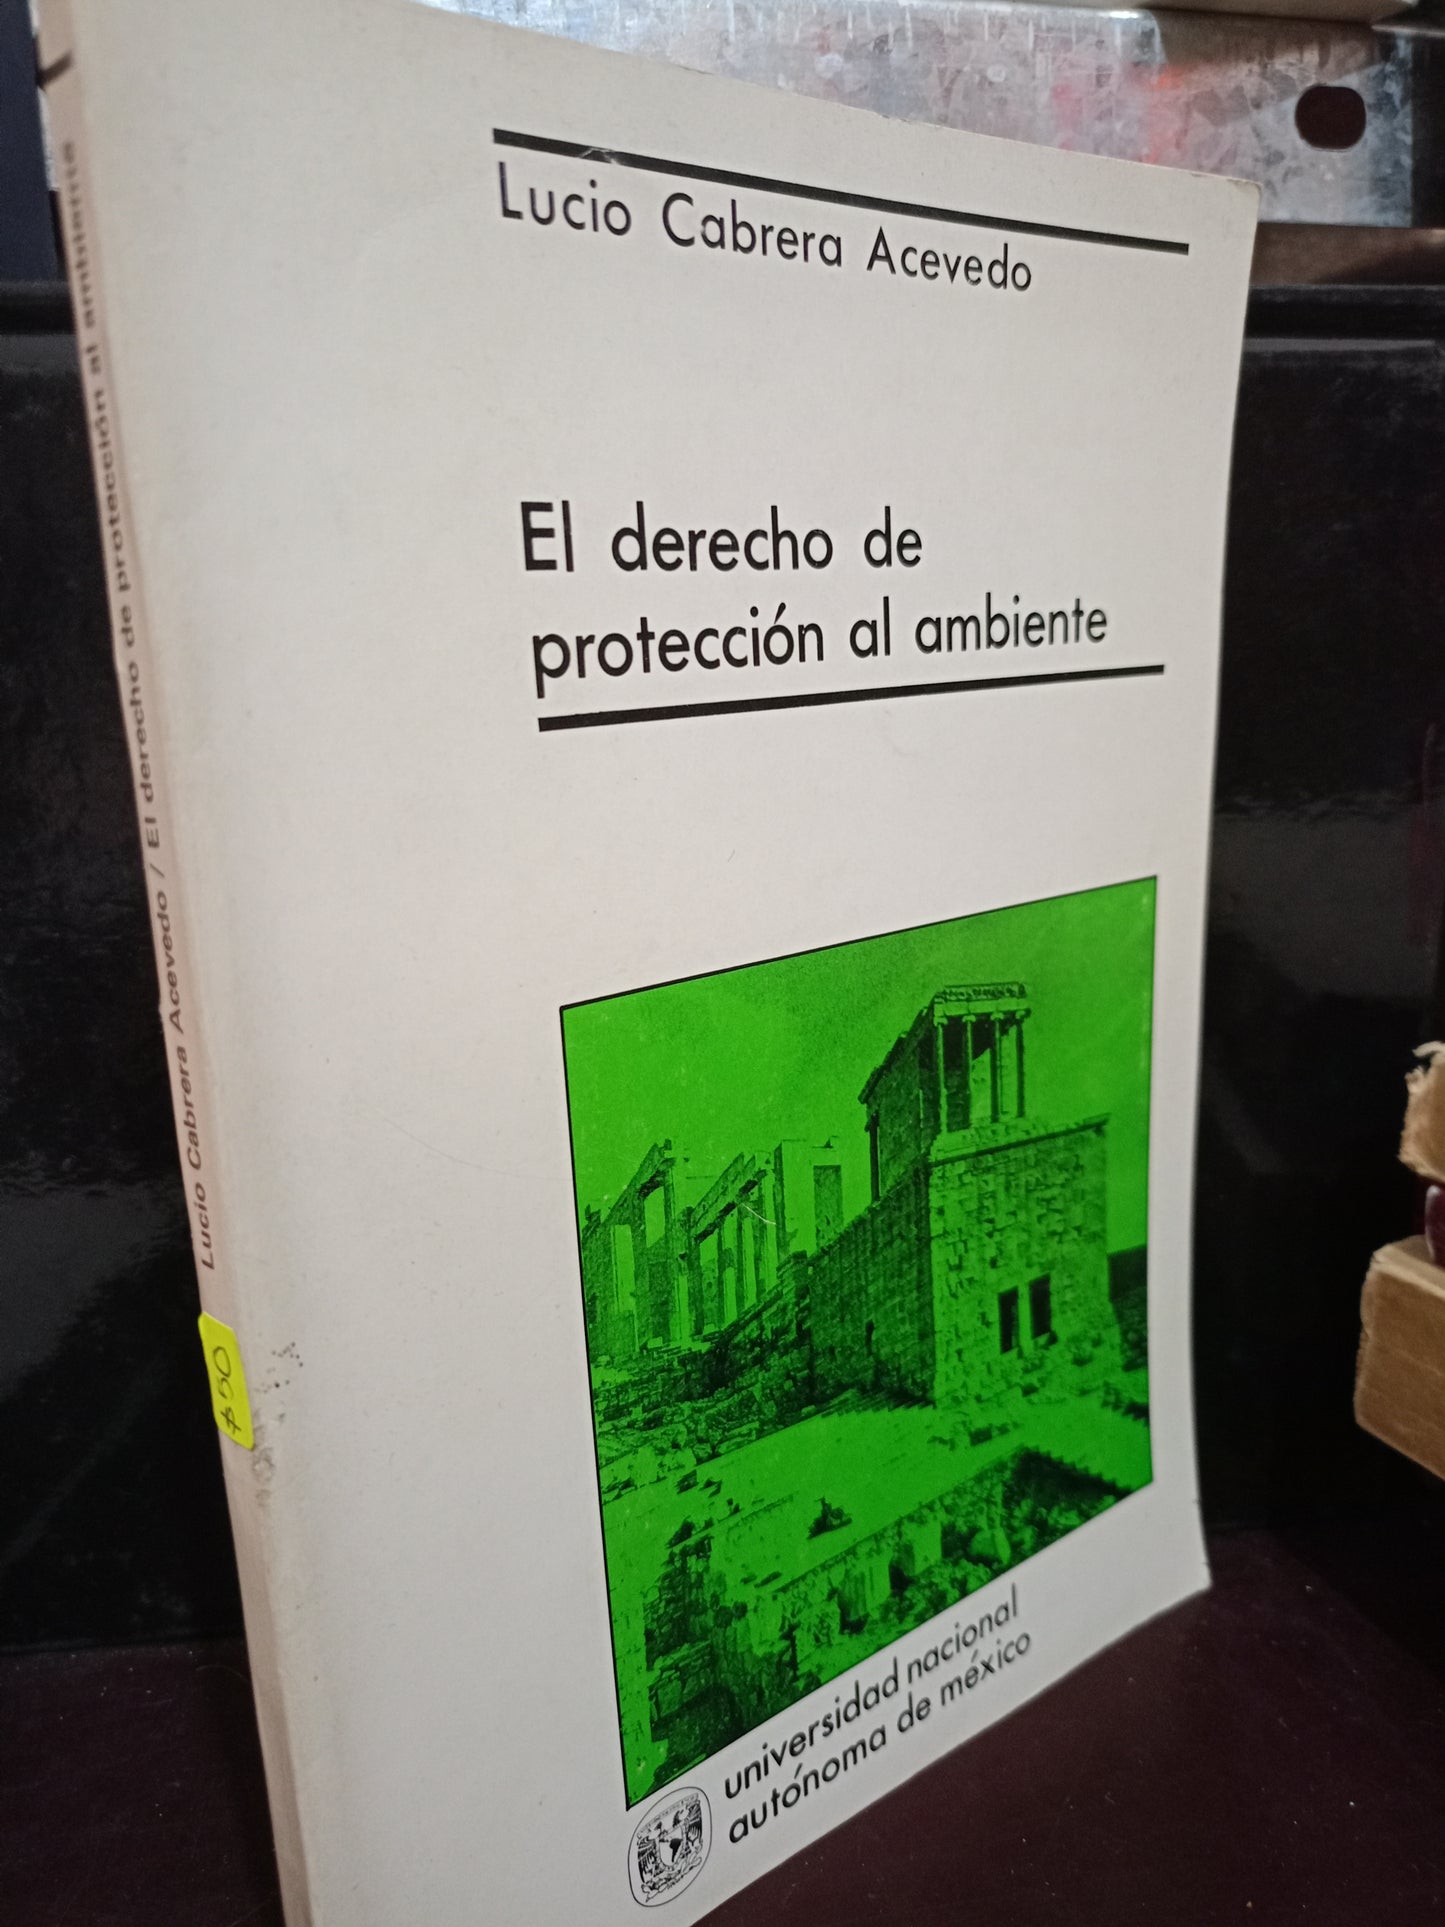 Lucio Cabrera Acevedo
El derecho de
protección al ambiente
universidad nacional
autónoma de méxico
Lucio Cabrera Acevedo / El derecho de protección al ambiente
$50